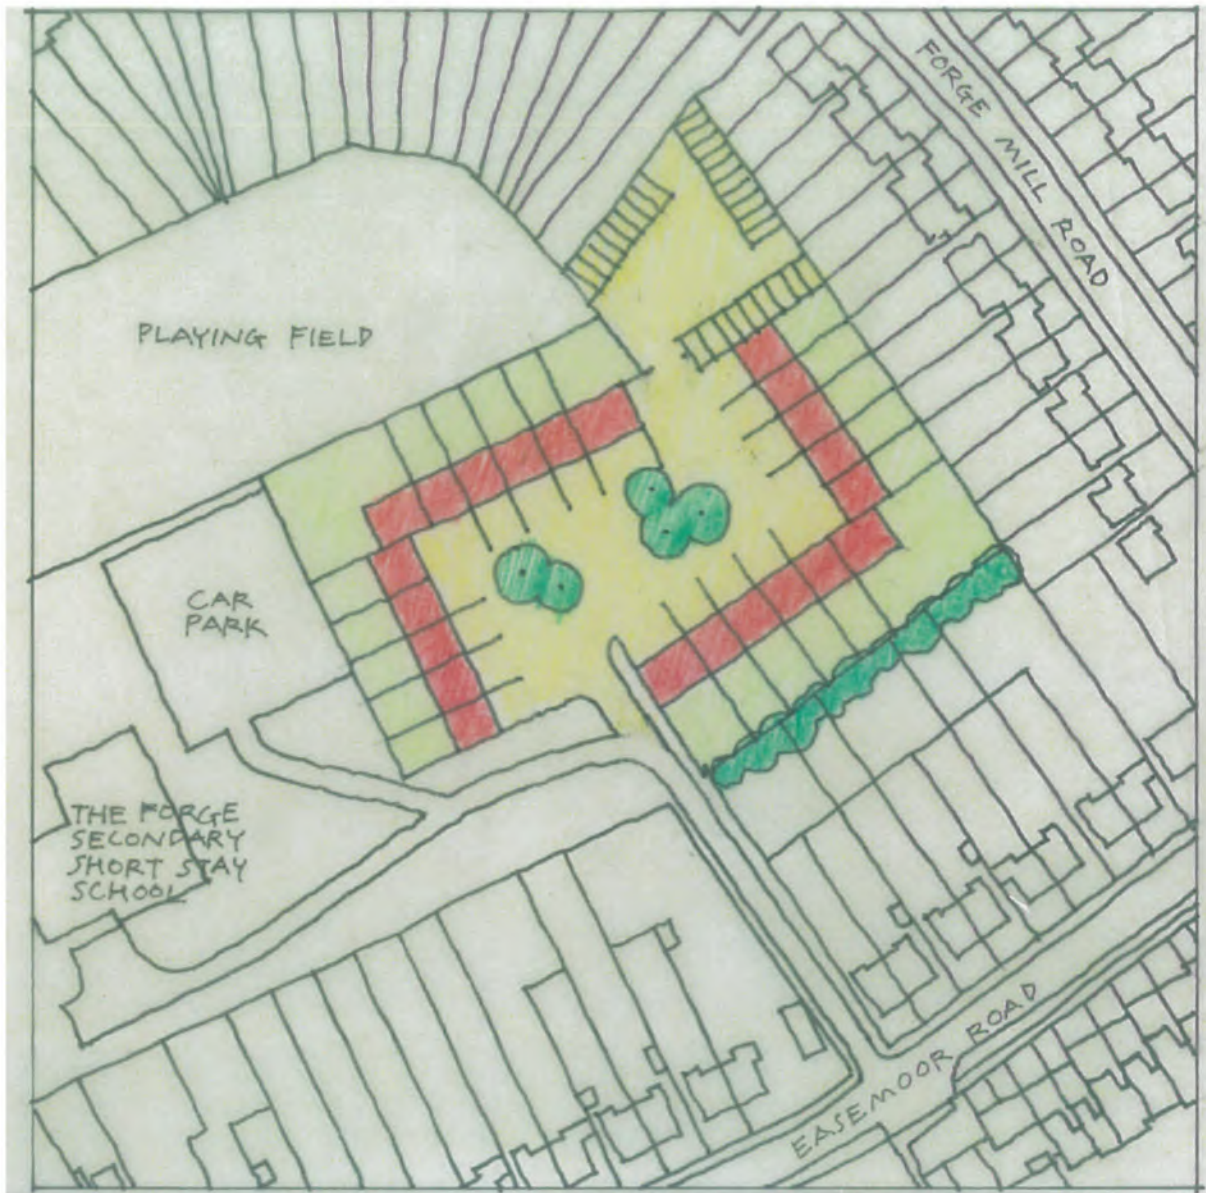 FORGE MILL ROAD
PLAYING FIELD
CAR
PARK
THE FORGE
SECONDARY
SHORT STAY
SCHOOL
EASEMOOR ROAD